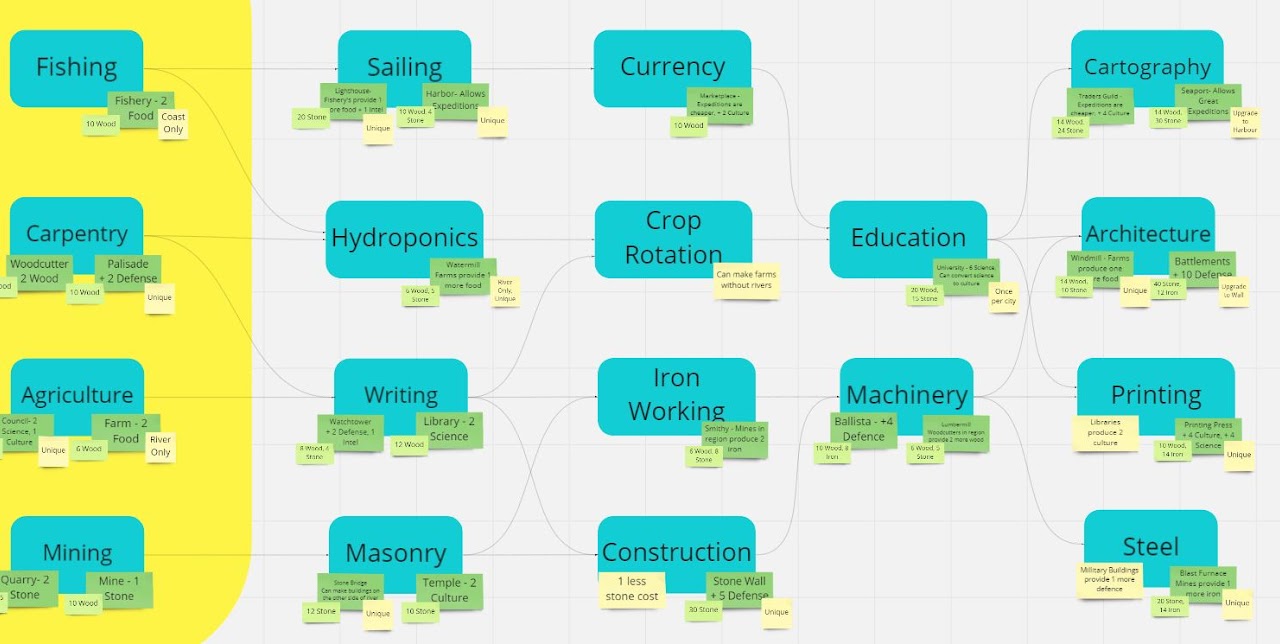 Fishing
Fishery - 2
Food
10 Wood
Coast
Only
Sailing
Lighthouse-
Fishery's provide 1
ore food + 1 Intel
20 Stone
Unique
Harbor- Allows
Expeditions
10 Wood, 4
Stone
Unique
Currency
Marketplace -
Expeditions are
cheaper, + 2 Culture
10 Wood
Cartography
Traders Guild -
Expeditions are
cheaper, + 4 Culture
14 Wood,
24 Stone
Seaport- Allows
Great
Expeditions
14 Wood,
30 Stone
Upgrade
to
Harbour
Carpentry
Woodcutter
2 Wood
ood
Palisade
+ 2 Defense
10 Wood
Unique
Hydroponics
Watermill
Farms provide 1
more food
6 Wood, 5
Stone
River
Only,
Unique
Crop
Rotation
Can make farms
without rivers
Education
University - 6 Science,
Can convert science
to culture
20 Wood,
15 Stone
Once
per city
Architecture
Windmill - Farms
produce one
re food
14 Wood,
10 Stone
Unique
Battlements
+ 10 Defense
40 Stone,
12 Iron
Upgrade
to Wall
Agriculture
Council- 2
Science, 1
Culture
Unique
Farm - 2
Food
6 Wood
River
Only
Writing
Watchtower
+ 2 Defense, 1
Intel
8 Wood, 4
Stone
Library - 2
Science
12 Wood
Iron
Working
Smithy - Mines in
region produce 2
iron
6 Wood, 8
Stone
Machinery
Ballista - +4
Defence
10 Wood, 8
Iron
Lumbermill
Woodcutters in region
provide 2 more wood
6 Wood, 5
Stone
Printing
Libraries
produce 2
culture
Printing Press
+ 4 Culture, + 4
Science
10 Wood,
14 Iron
Unique
Mining
Quarry- 2
Stone
Mine - 1
Stone
10 Wood
Masonry
Stone Bridge
Can make buildings on
the other side of river
12 Stone
Unique
Temple - 2
Culture
10 Stone
Construction
1 less
stone cost
Stone Wall
+ 5 Defense
30 Stone
Unique
Steel
Military Buildings
provide 1 more
defence
Blast Furnace
Mines provide 1
more iron
20 Stone,
14 Iron
Unique